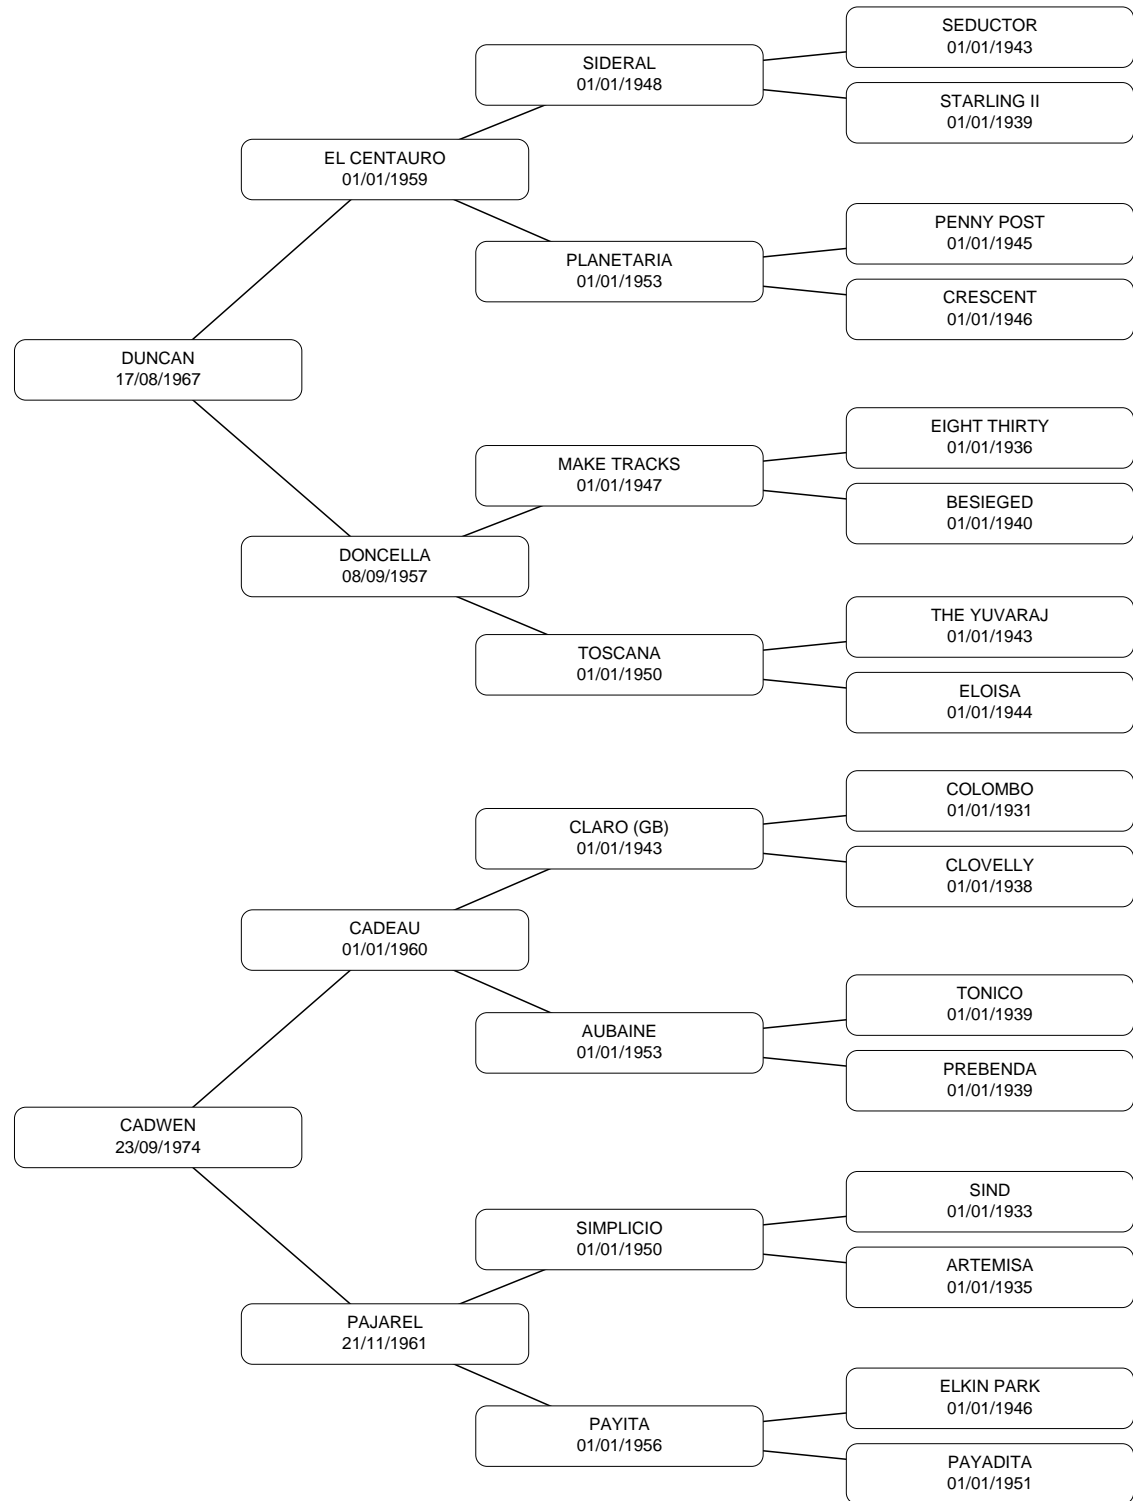 SEDUCTOR
01/01/1943
SIDERAL
01/01/1948
STARLING II
01/01/1939
EL CENTAURO
01/01/1959
PENNY POST
01/01/1945
PLANETARIA
01/01/1953
CRESCENT
01/01/1946
DUNCAN
17/08/1967
EIGHT THIRTY
01/01/1936
MAKE TRACKS
01/01/1947
BESIEGED
01/01/1940
DONCELLA
08/09/1957
THE YUVARAJ
01/01/1943
TOSCANA
01/01/1950
ELOISA
01/01/1944
COLOMBO
01/01/1931
CLARO (GB)
01/01/1943
CLOVELLY
01/01/1938
CADEAU
01/01/1960
TONICO
01/01/1939
AUBAINE
01/01/1953
PREBENDA
01/01/1939
CADWEN
23/09/1974
SIND
01/01/1933
SIMPLICIO
01/01/1950
ARTEMISA
01/01/1935
PAJAREL
21/11/1961
ELKIN PARK
01/01/1946
PAYITA
01/01/1956
PAYADITA
01/01/1951